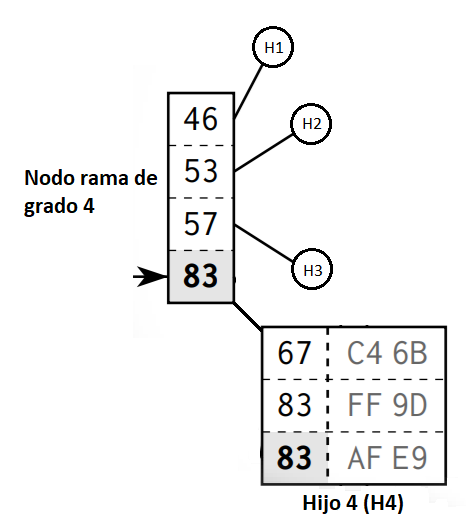 H1
46
H2
53
Nodo rama de
grado 4
57
H3
83
67 C4 6B
83 FF 9D
83 AF E9
Hijo 4 (H4)